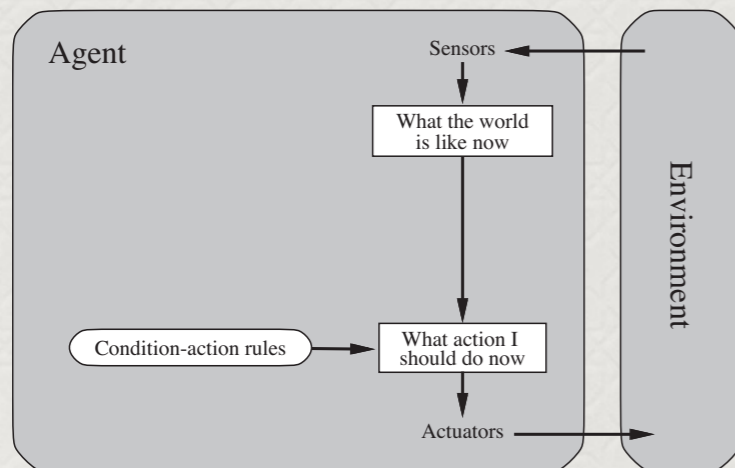 Agent
Sensors
What the world
is like now
Environment
Condition-action rules
What action I
should do now
Actuators